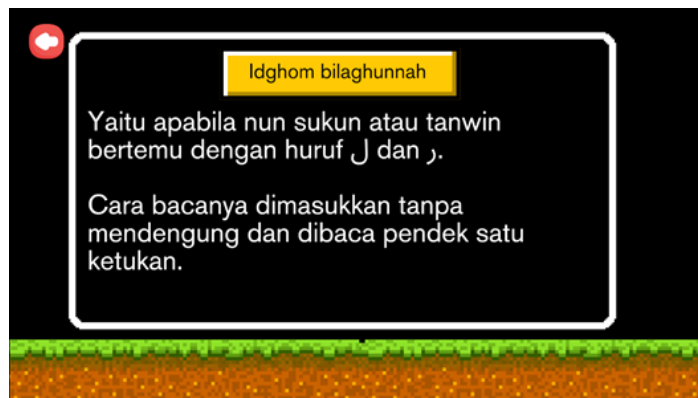 Idghom bilaghunnah
Yaitu apabila nun sukun atau tanwin
bertemu dengan huruf ل dan ر.
Cara bacanya dimasukkan tanpa
mendengung dan dibaca pendek satu
ketukan.